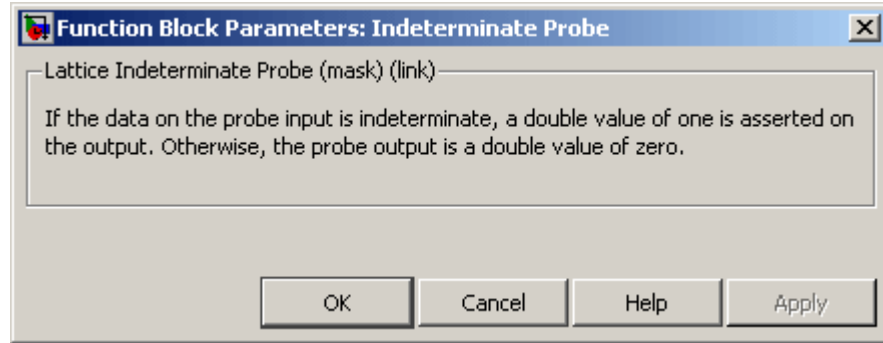 Function Block Parameters: Indeterminate Probe
Lattice Indeterminate Probe (mask) (link)
If the data on the probe input is indeterminate, a double value of one is asserted on
the output. Otherwise, the probe output is a double value of zero.
OK Cancel Help Apply